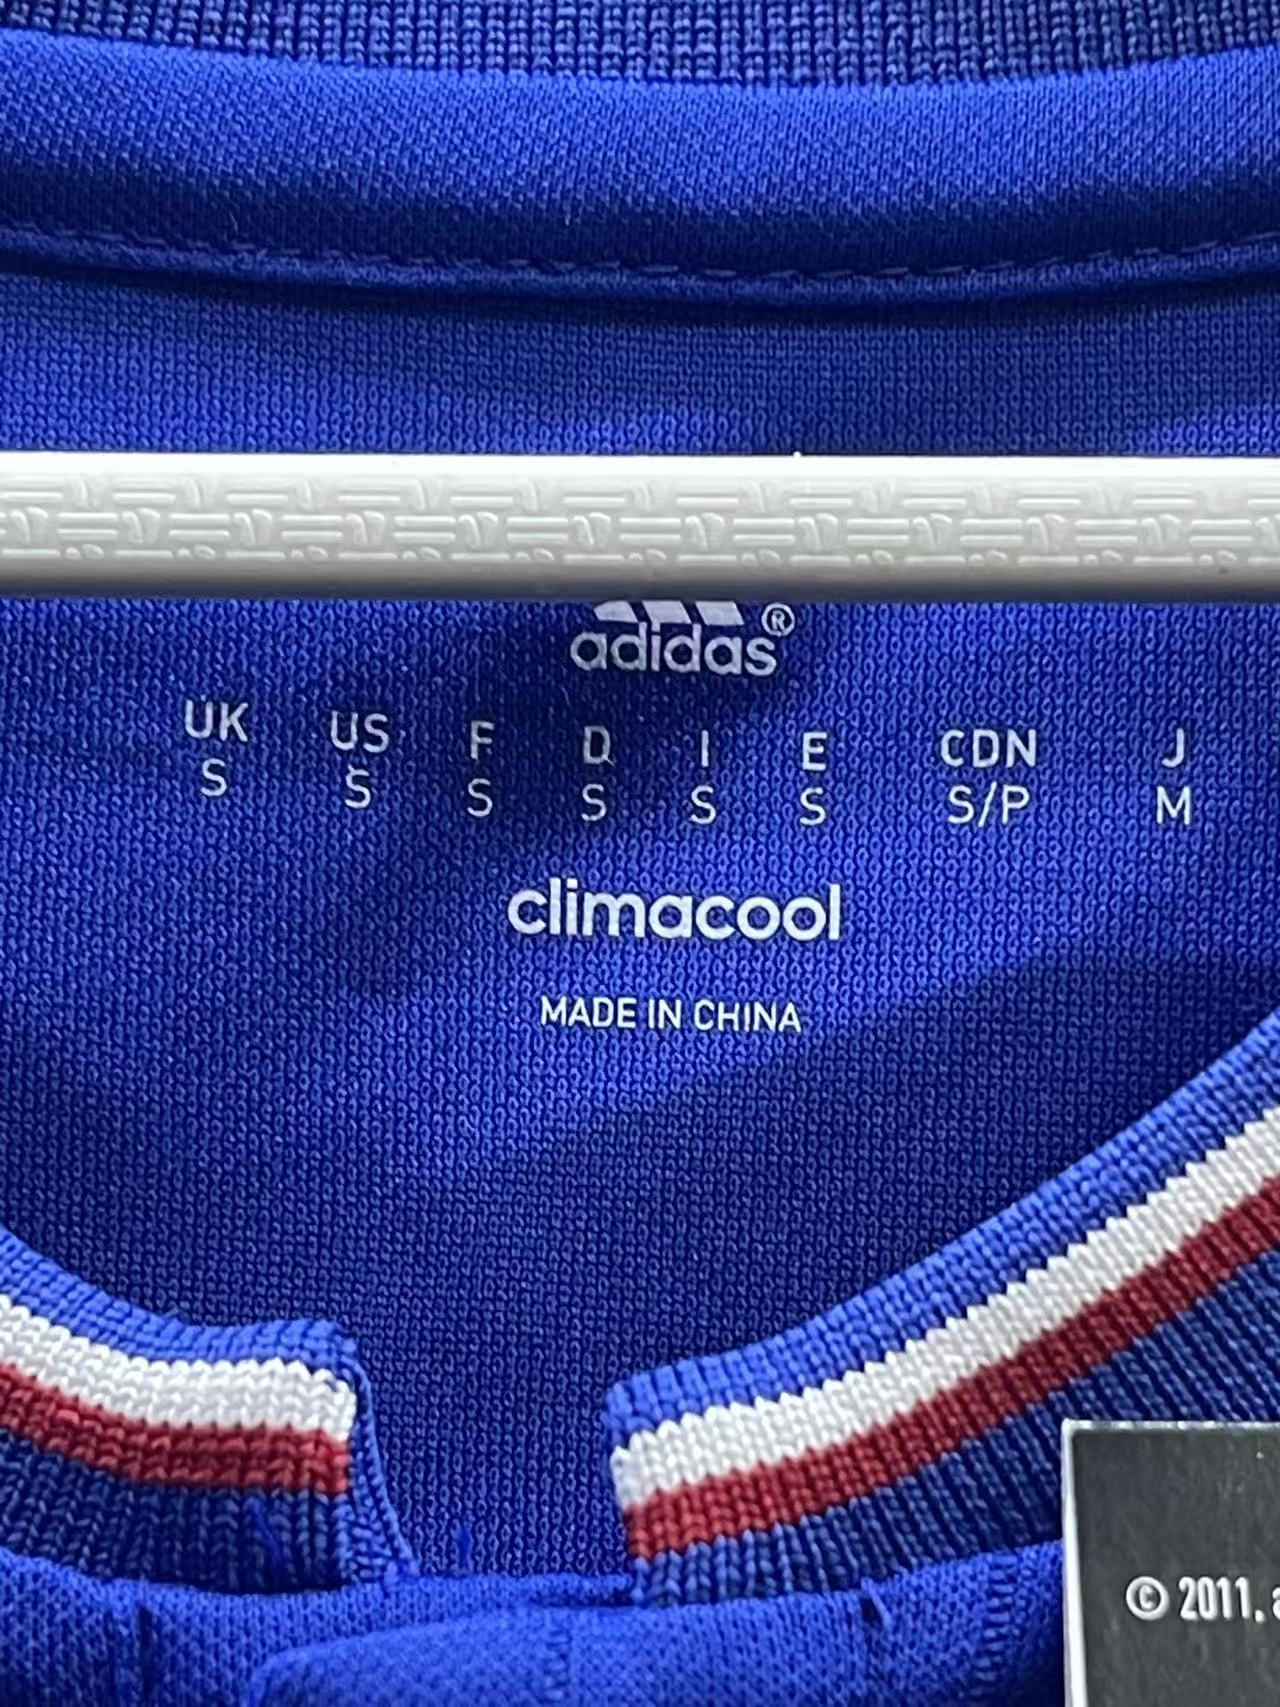 adidas®
UK US F D I E CDN J
S S S S S S S/P M
climacool
MADE IN CHINA
© 2011,